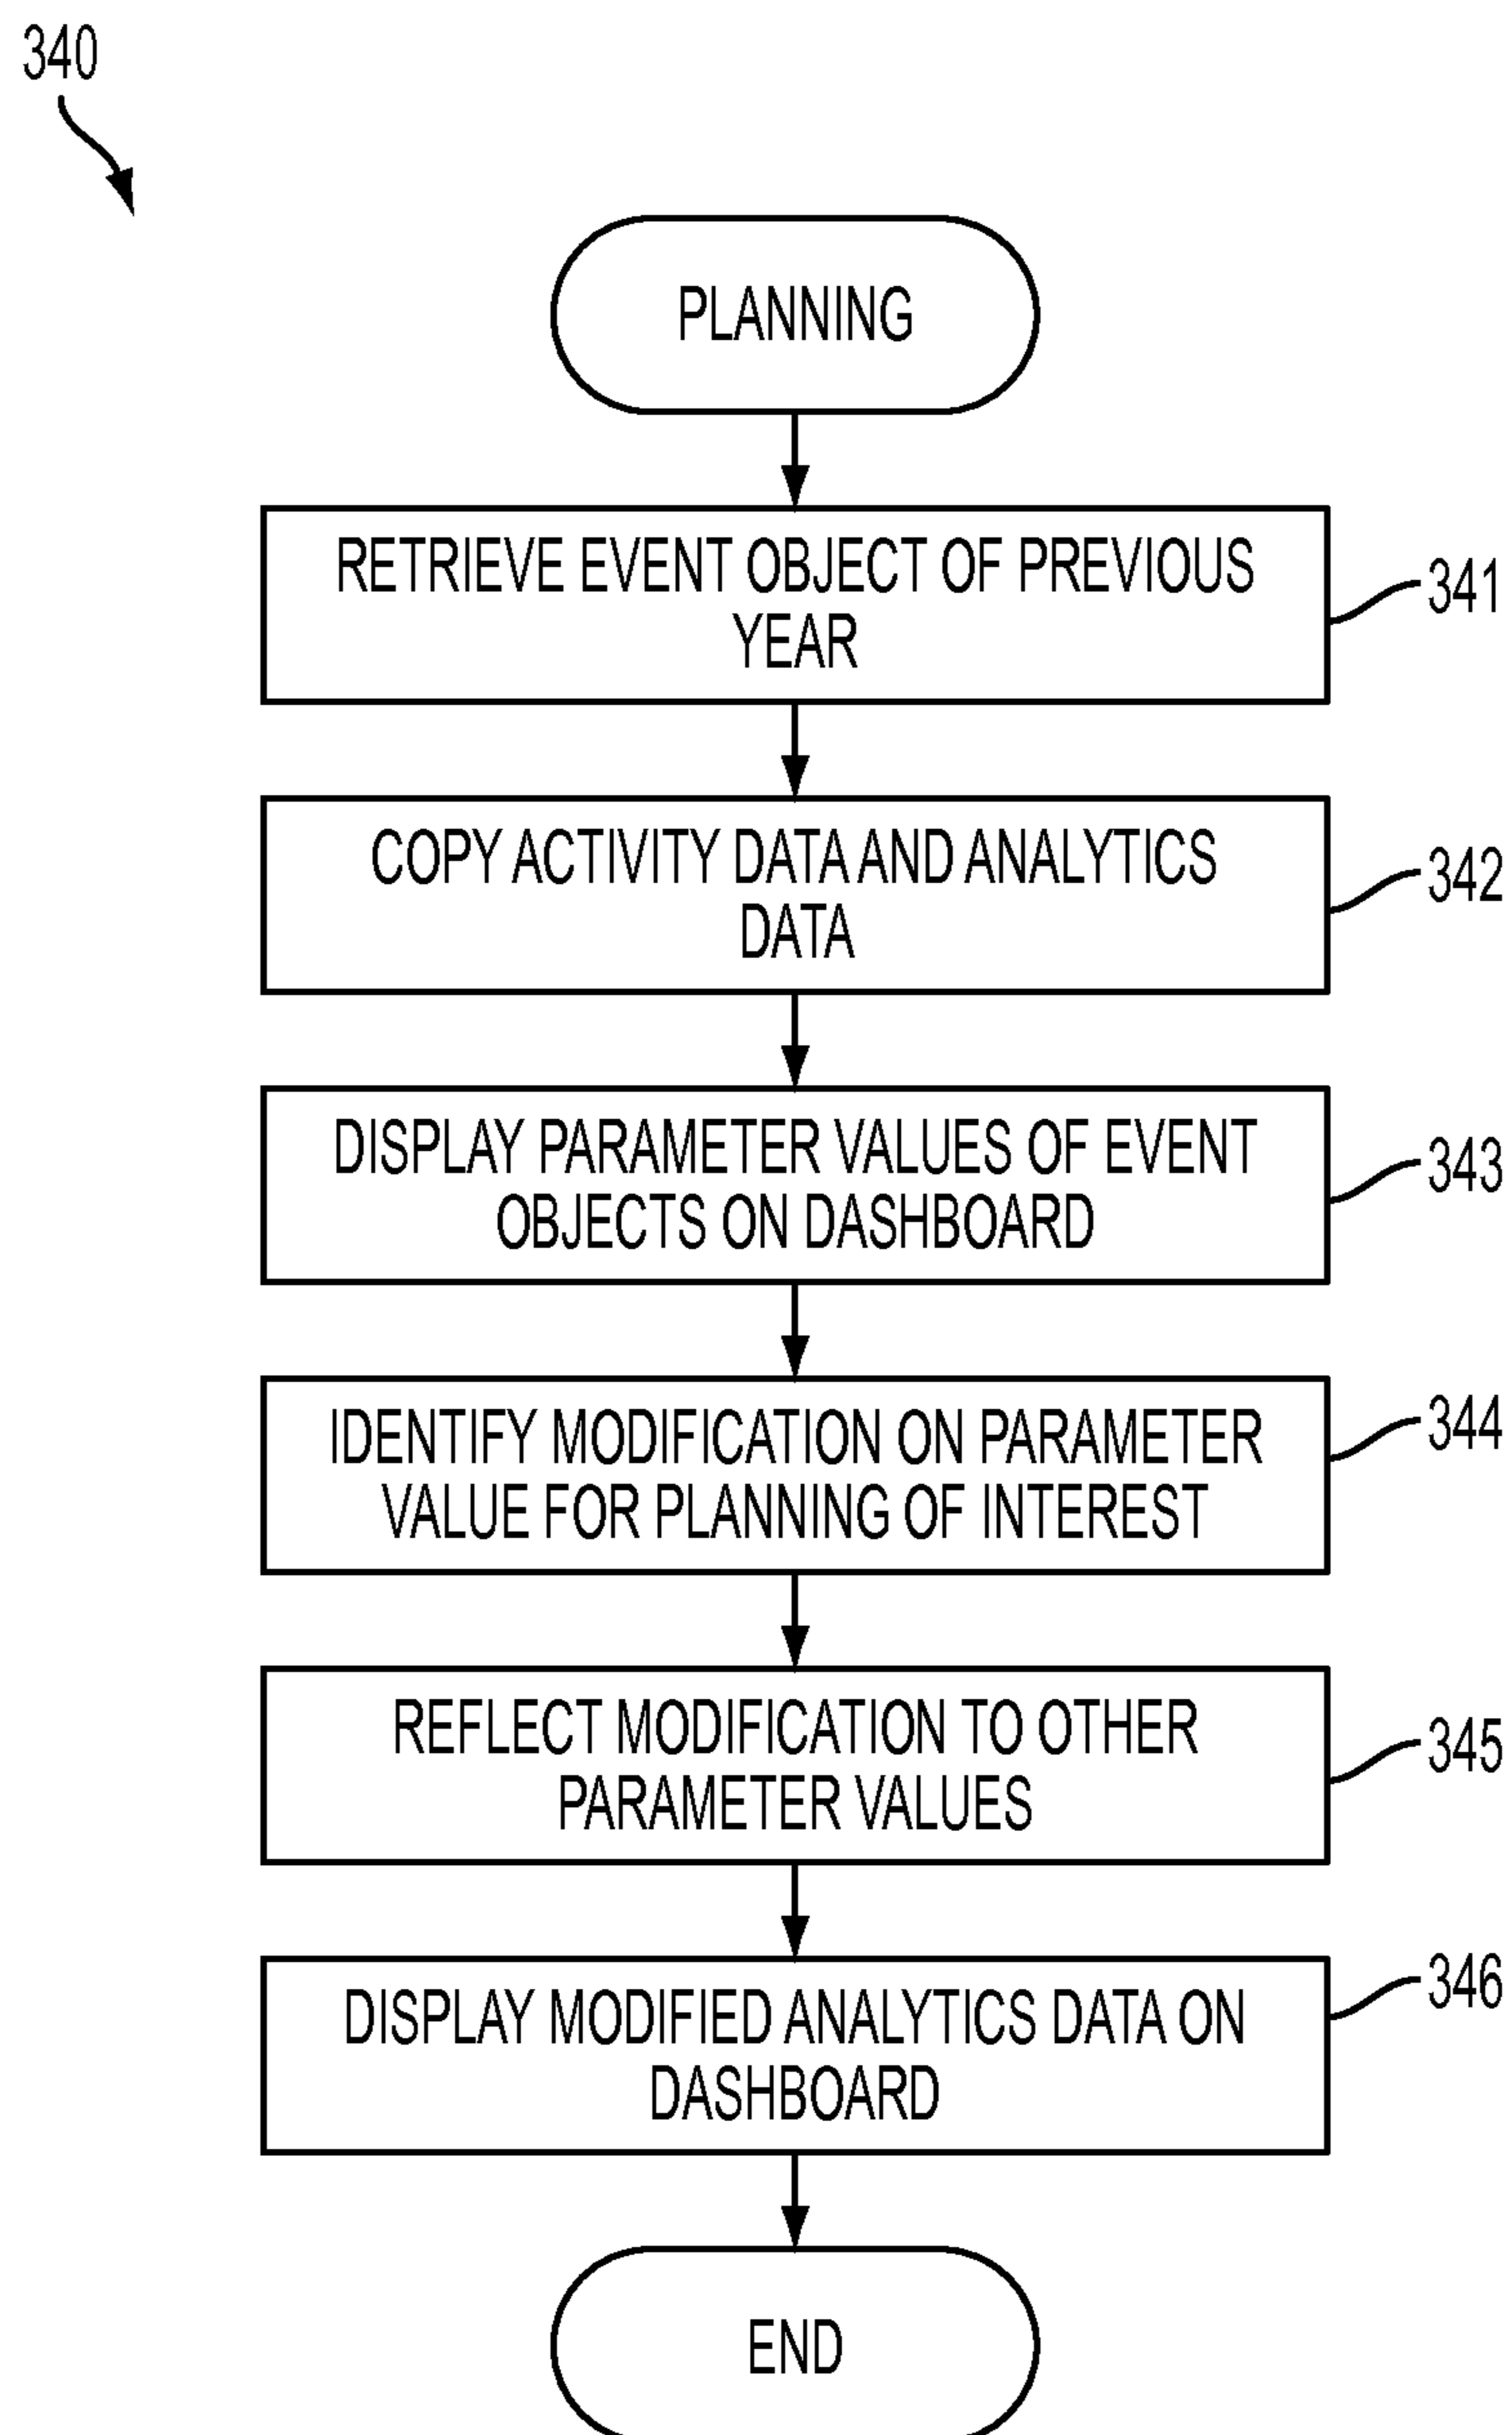 340
PLANNING
RETRIEVE EVENT OBJECT OF PREVIOUS
YEAR
341
COPY ACTIVITY DATA AND ANALYTICS
DATA
342
DISPLAY PARAMETER VALUES OF EVENT
OBJECTS ON DASHBOARD
343
IDENTIFY MODIFICATION ON PARAMETER
VALUE FOR PLANNING OF INTEREST
344
REFLECT MODIFICATION TO OTHER
PARAMETER VALUES
345
DISPLAY MODIFIED ANALYTICS DATA ON
DASHBOARD
346
END